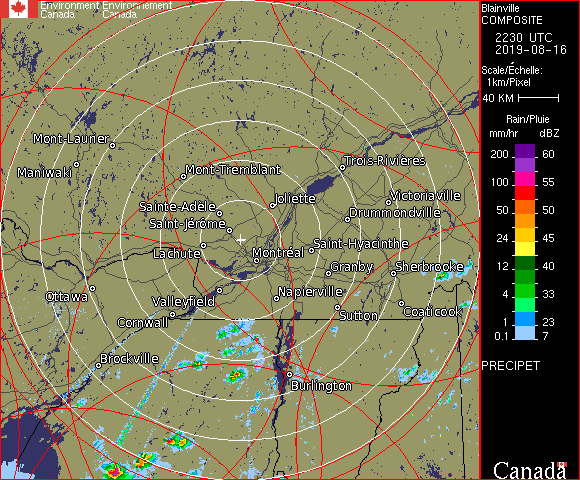 Environment Environnement
Canada Canada
Blainville
COMPOSITE
2230 UTC
2019-08-16
Scale/Échelle:
1km/Pixel
40 KM
Rain/Pluie
mm/hr dBZ
200 60
150 57
100 55
50 50
24 45
12 40
4 33
1 23
0.1 7
PRECIPET
Canada
Mont-Laurier
Maniwaki
Mont-Tremblant
Trois-Rivières
Joliette
Victoriaville
Sainte-Adèle
Drummondville
Saint-Jérôme
Saint-Hyacinthe
Lachute
Montréal
Granby
Sherbrooke
Ottawa
Valleyfield
Napierville
Coaticook
Cornwall
Sutton
Brockville
Burlington